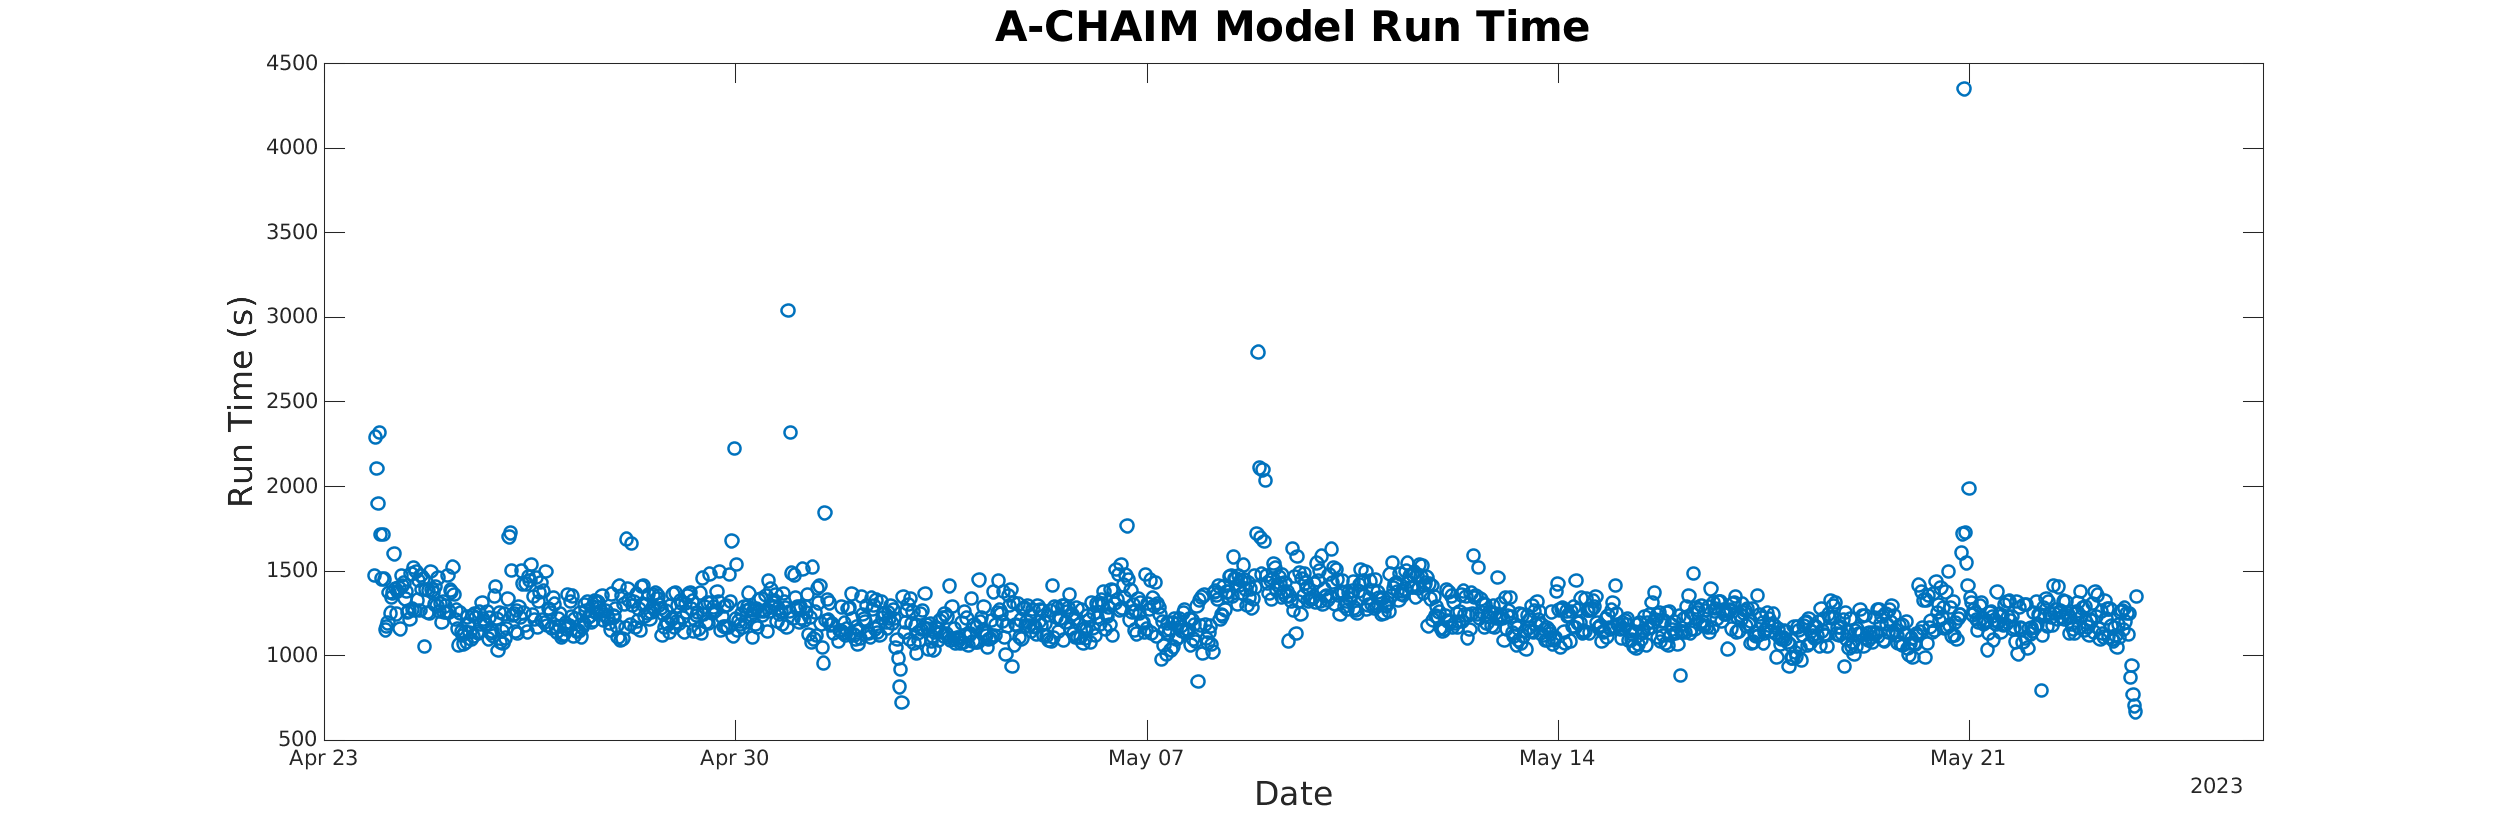 A-CHAIM Model Run Time
4500
4000
3500
3000
2500
2000
1500
1000
500
Run Time (s)
Apr 23 Apr 30 May 07 May 14 May 21
2023
Date